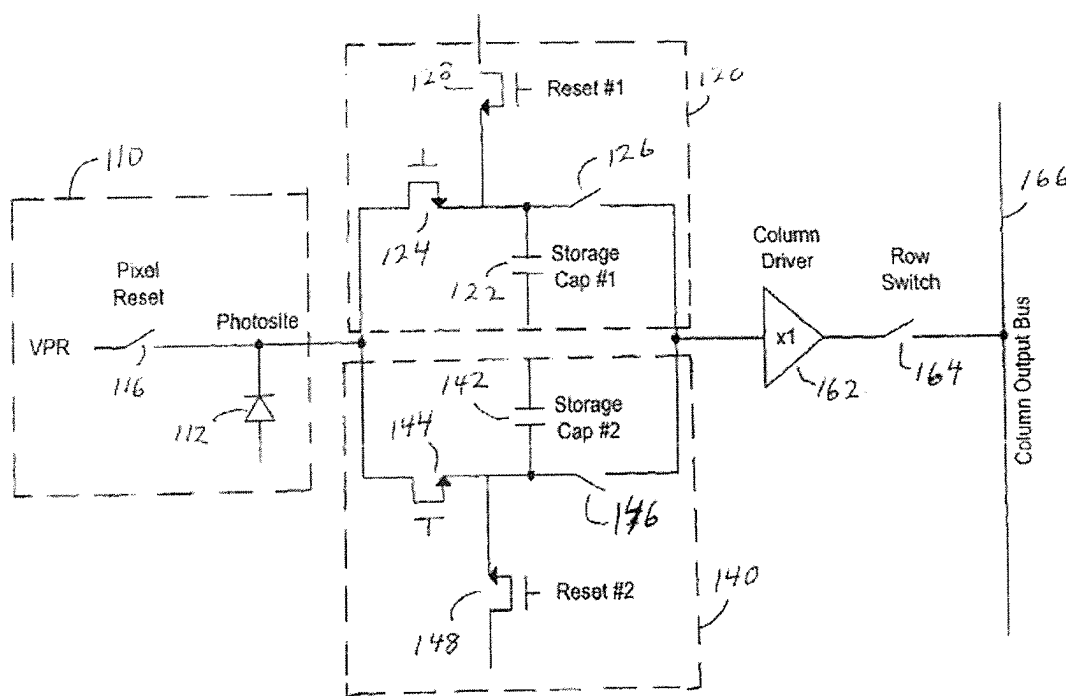 128
Reset #1
120
110
126
166
124
Storage
Cap #1
122
Column
Driver
Row
Switch
Pixel
Reset
Photosite
VPR
116
x1
162
164
112
142
Storage
Cap #2
144
146
Column Output Bus
Reset #2
148
140